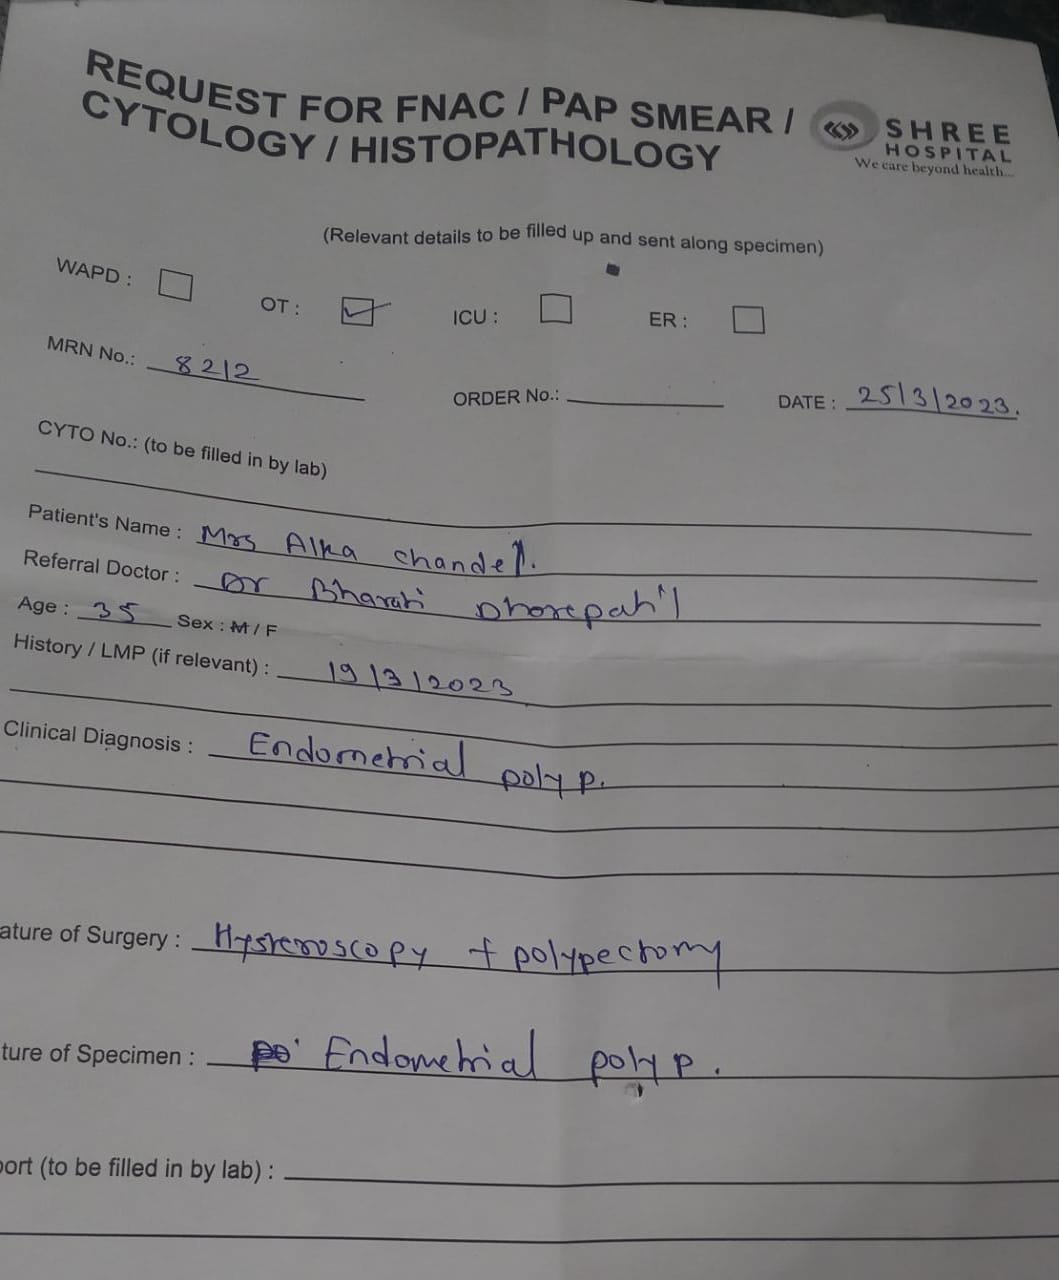 REQUEST FOR FNAC / PAP SMEAR /
CYTOLOGY / HISTOPATHOLOGY
SHREE
HOSPITAL
We care beyond health...
(Relevant details to be filled up and sent along specimen)
WAPD : OT : ICU : ER :
MRN No.: 8212 ORDER No.: DATE : 25/3/2023.
CYTO No.: (to be filled in by lab)
Patient's Name : Mrs Alka chandel.
Referral Doctor : Dr Bharati Dhorepatil
Age : 35 Sex : M / F
History / LMP (if relevant) : 19/3/2023
Clinical Diagnosis : Endometrial polyp.
ature of Surgery : Hysteroscopy + polypectomy
ture of Specimen : Endometrial polyp.
port (to be filled in by lab) :